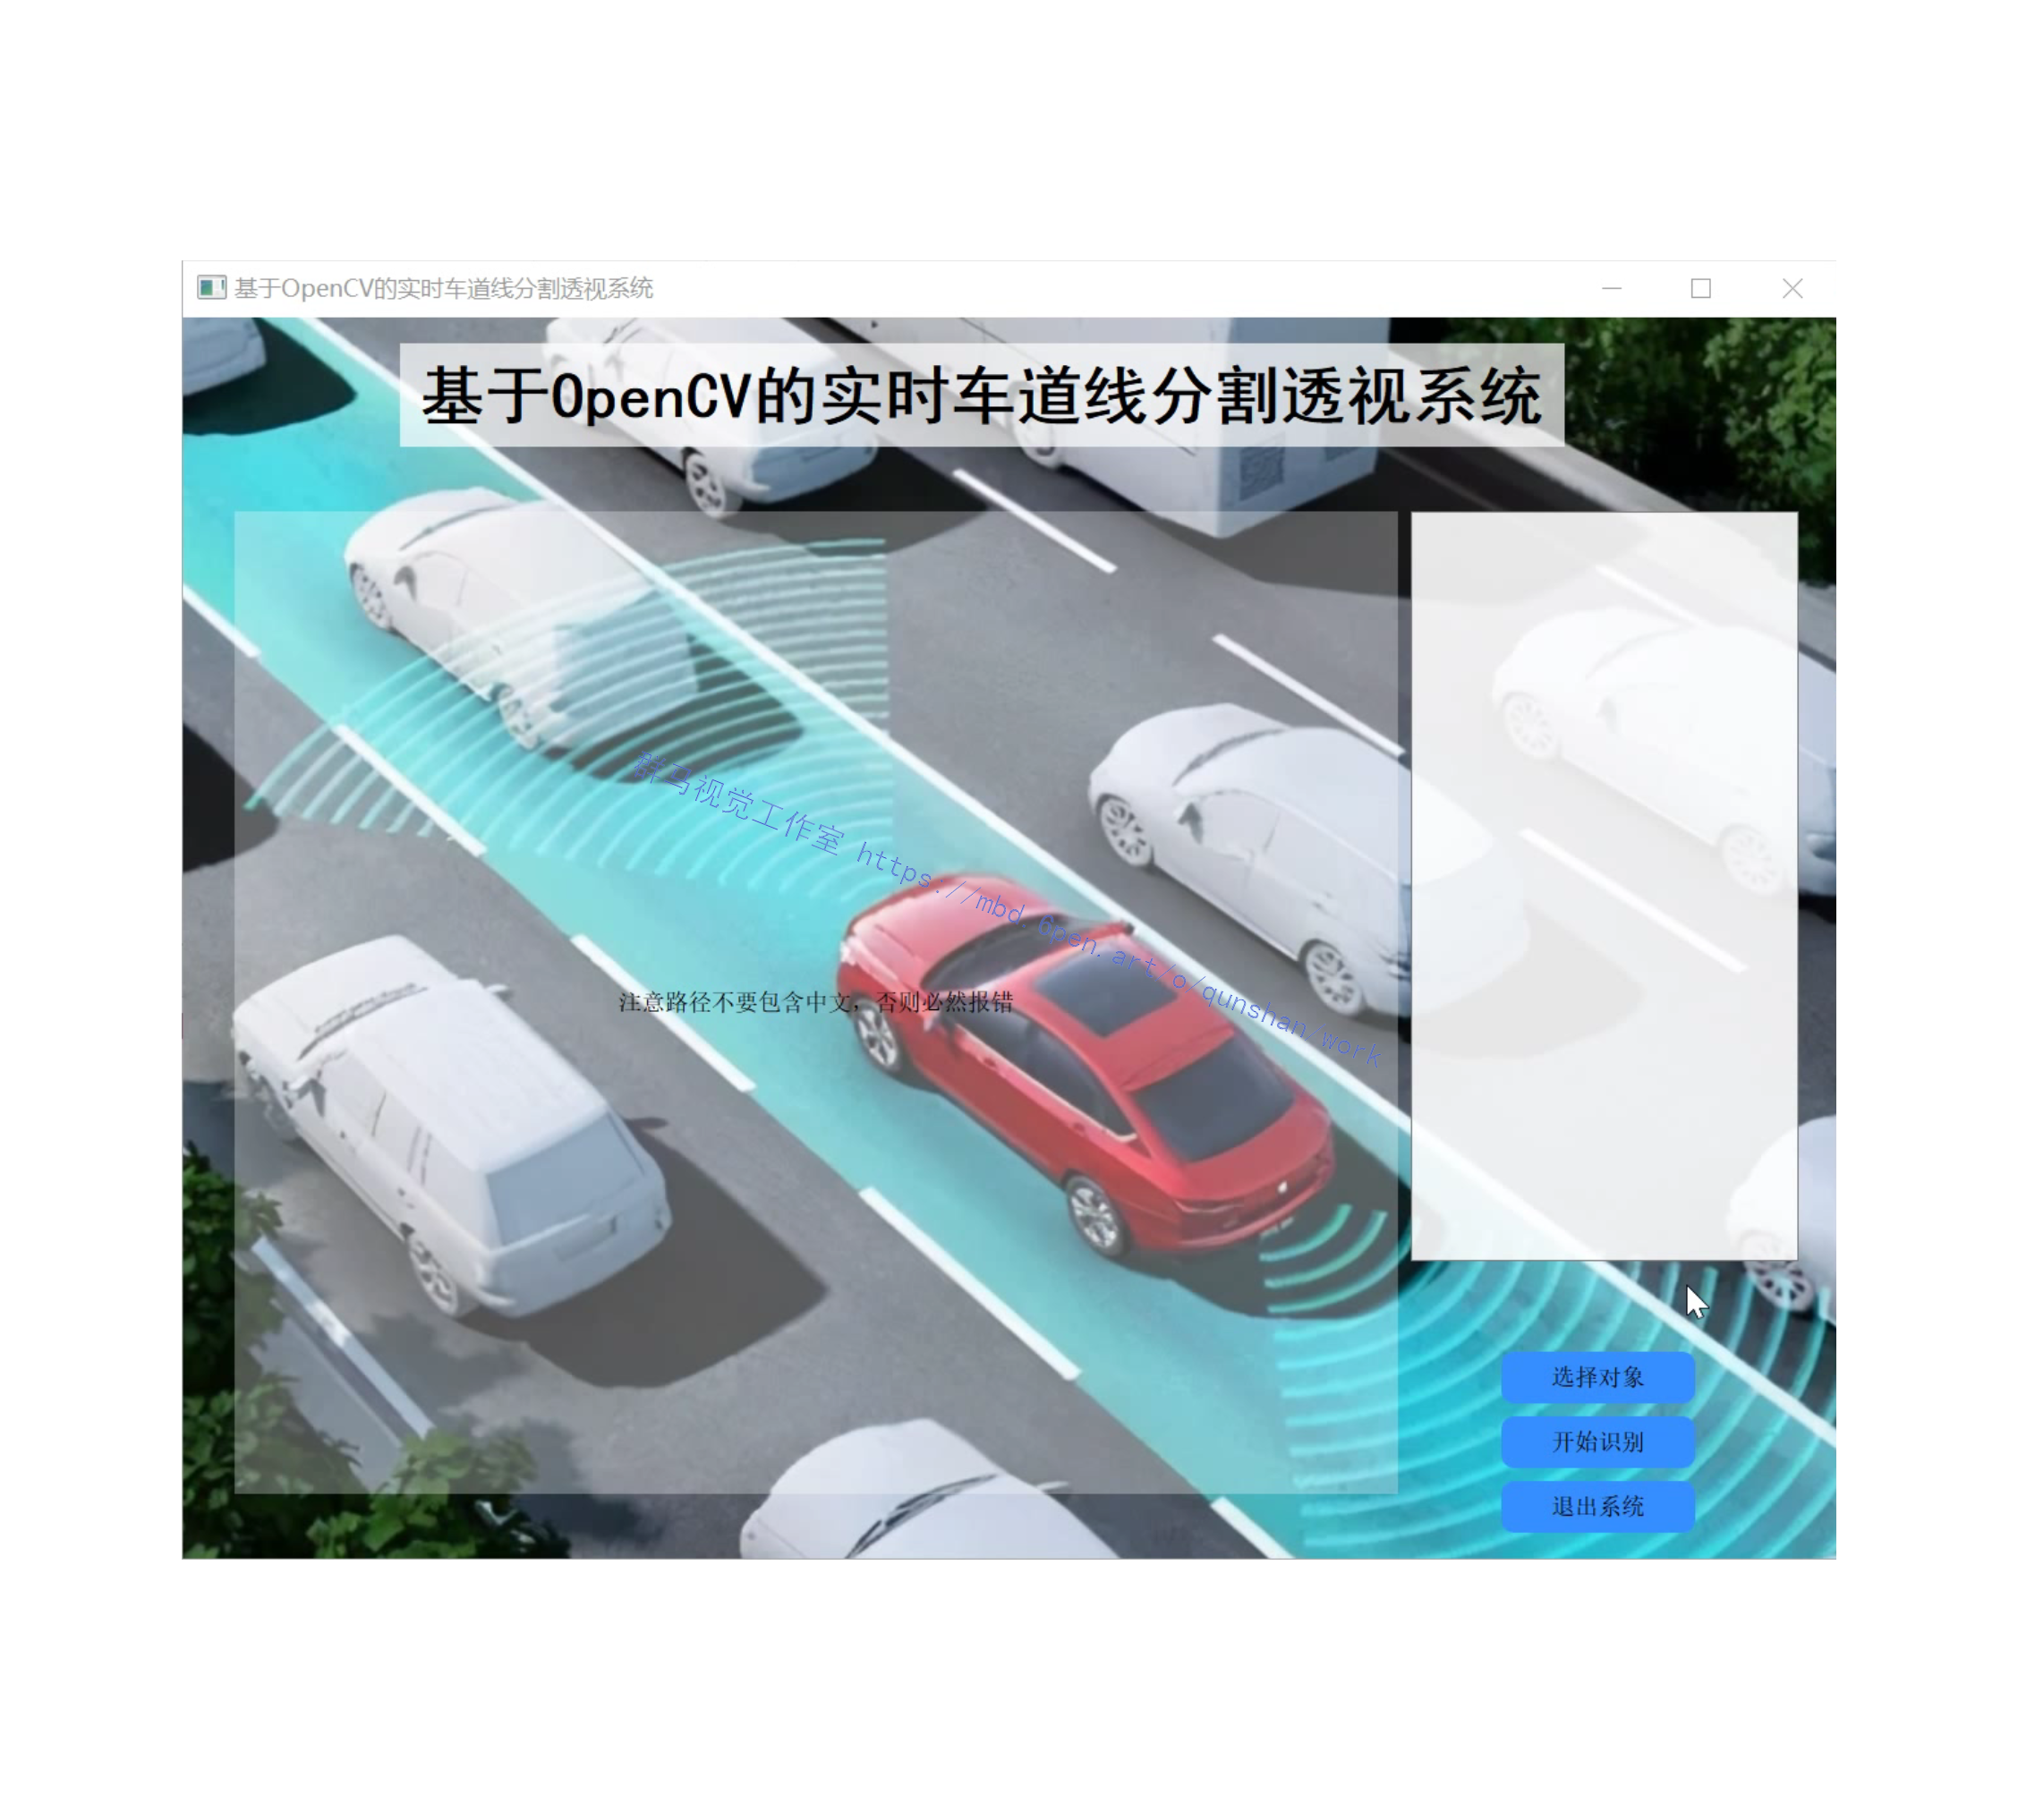 基于OpenCV的实时车道线分割透视系统
基于OpenCV的实时车道线分割透视系统
群马视觉工作室 https://mbd.6pen.art/o/qunshan/work
注意路径不要包含中文，否则必然报错
选择对象
开始识别
退出系统